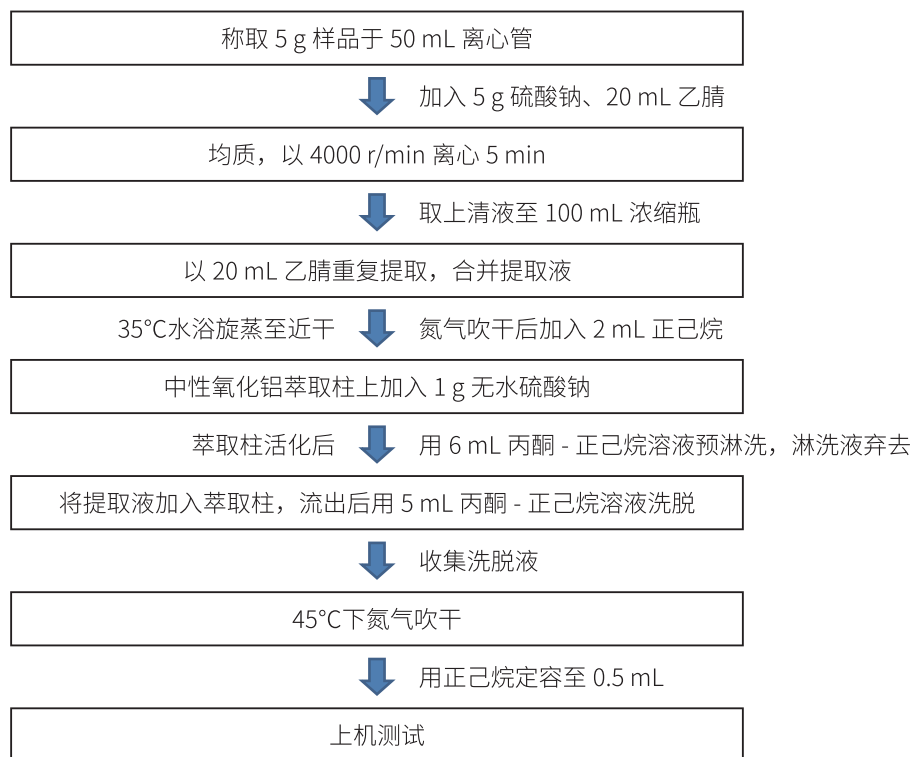 称取 5 g 样品于 50 mL 离心管
加入 5 g 硫酸钠、20 mL 乙腈
均质，以 4000 r/min 离心 5 min
取上清液至 100 mL 浓缩瓶
以 20 mL 乙腈重复提取，合并提取液
35°C水浴旋蒸至近干
氮气吹干后加入 2 mL 正己烷
中性氧化铝萃取柱上加入 1 g 无水硫酸钠
萃取柱活化后
用 6 mL 丙酮 - 正己烷溶液预淋洗，淋洗液弃去
将提取液加入萃取柱，流出后用 5 mL 丙酮 - 正己烷溶液洗脱
收集洗脱液
45°C下氮气吹干
用正己烷定容至 0.5 mL
上机测试